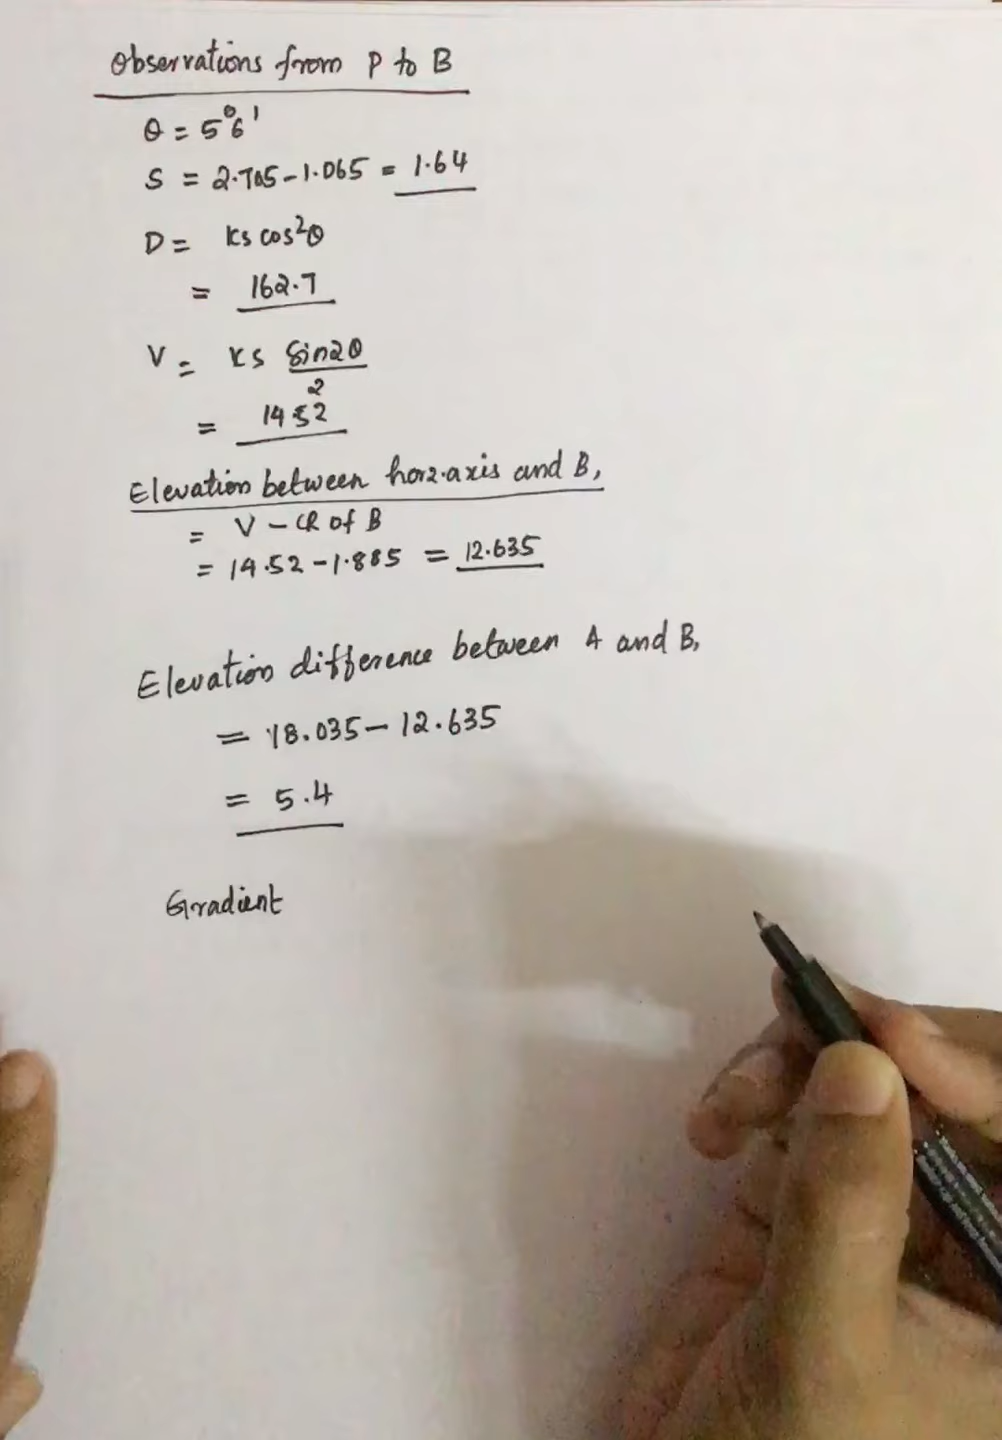 Observations from P to B
θ = 5°6'
S = 2.705-1.065 = 1.64
D = Ks cos²θ
= 162.7
V = Ks sin2θ
2
= 14.52
Elevation between horz.axis and B,
= V - CR of B
= 14.52 - 1.885 = 12.635
Elevation difference between A and B,
= 18.035 - 12.635
= 5.4
Gradient